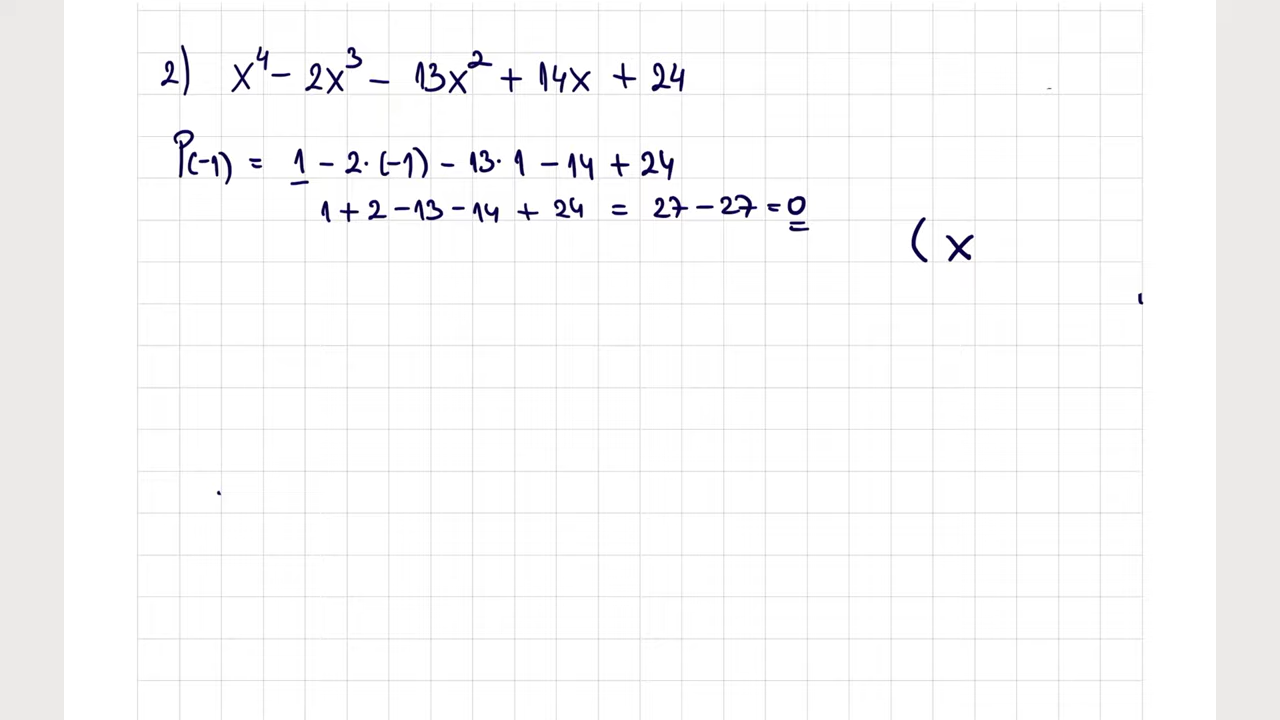 2) x⁴ - 2x³ - 13x² + 14x + 24
P(-1) = 1 - 2·(-1) - 13·1 - 14 + 24
1 + 2 - 13 - 14 + 24 = 27 - 27 = 0
(x